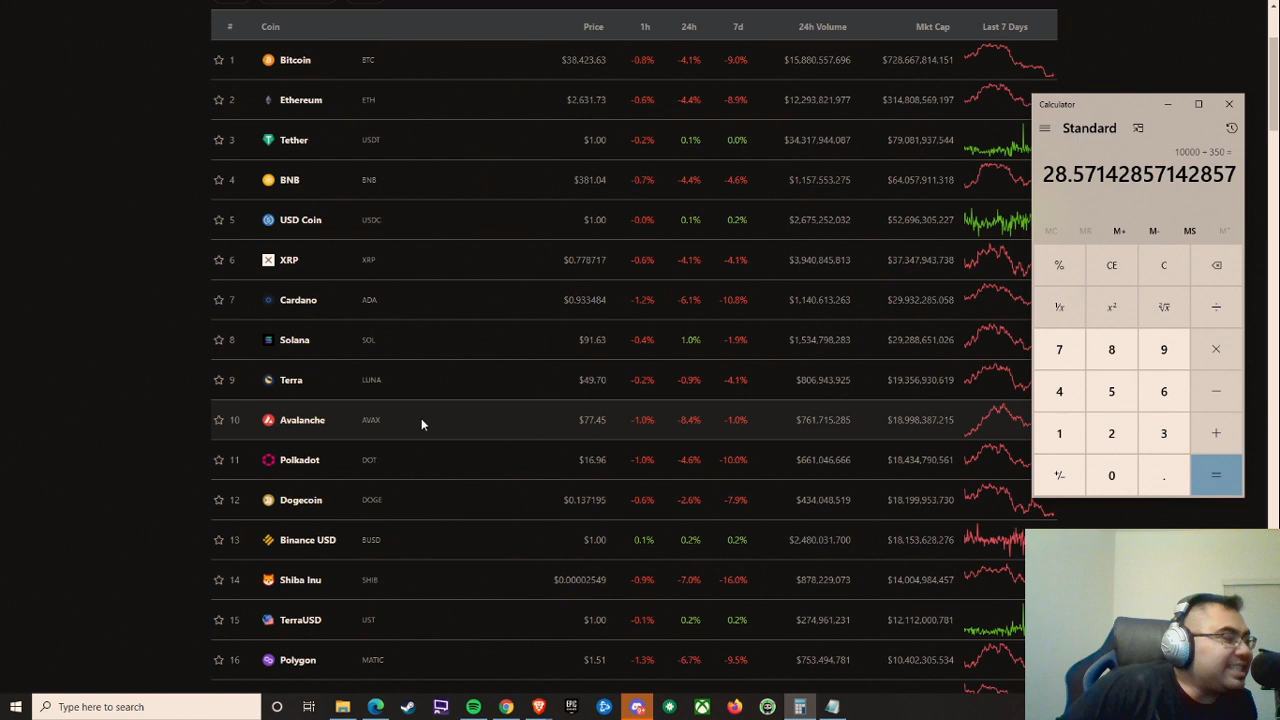 # Coin Price 1h 24h 7d 24h Volume Mkt Cap Last 7 Days
1 Bitcoin BTC $38,423.63 -0.8% -4.1% -9.0% $15,880,557,696 $728,667,814,151
2 Ethereum ETH $2,631.73 -0.6% -4.4% -8.9% $12,293,821,977 $314,808,569,197
3 Tether USDT $1.00 -0.2% 0.1% 0.0% $34,317,944,087 $79,081,937,544
4 BNB BNB $381.04 -0.7% -4.4% -4.6% $1,157,553,275 $64,057,911,318
5 USD Coin USDC $1.00 -0.0% 0.1% 0.2% $2,675,252,032 $52,696,305,227
6 XRP XRP $0.778717 -0.6% -4.1% -4.1% $3,940,845,813 $37,347,943,738
7 Cardano ADA $0.933484 -1.2% -6.1% -10.8% $1,140,613,263 $29,932,285,058
8 Solana SOL $91.63 -0.4% 1.0% -1.9% $1,534,798,283 $29,288,651,026
9 Terra LUNA $49.70 -0.2% -0.9% -4.1% $806,943,925 $19,356,930,619
10 Avalanche AVAX $77.45 -1.0% -8.4% -1.0% $761,715,285 $18,998,387,215
11 Polkadot DOT $16.96 -1.0% -4.6% -10.0% $661,046,666 $18,434,790,561
12 Dogecoin DOGE $0.137195 -0.6% -2.6% -7.9% $434,048,519 $18,199,953,730
13 Binance USD BUSD $1.00 0.1% 0.2% 0.2% $2,480,031,700 $18,153,628,276
14 Shiba Inu SHIB $0.00002549 -0.9% -7.0% -16.0% $878,229,073 $14,004,984,457
15 TerraUSD UST $1.00 -0.1% 0.2% 0.2% $274,961,231 $12,112,000,781
16 Polygon MATIC $1.51 -1.3% -6.7% -9.5% $753,494,781 $10,402,305,534
Calculator
Standard
10000 ÷ 350 =
28.57142857142857
MC MR M+ M- MS M˅
% CE C
¹/x x² ²√x ÷
7 8 9 ×
4 5 6 −
1 2 3 +
+/- 0 . =
Type here to search
EPIC